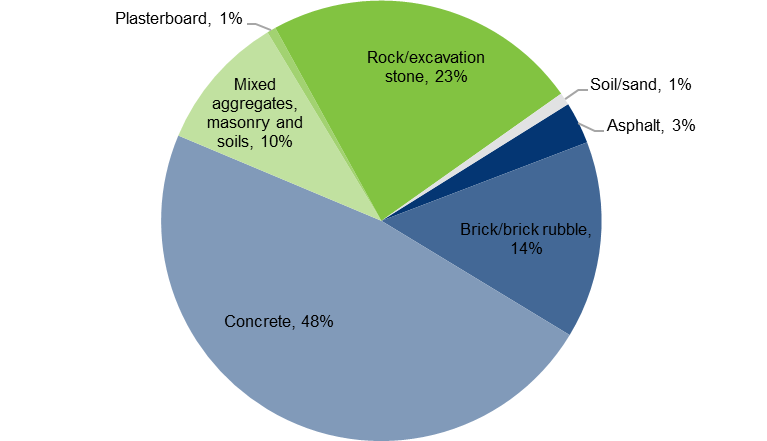 Plasterboard, 1%
Rock/excavation
stone, 23%
Soil/sand, 1%
Mixed
aggregates,
masonry and
soils, 10%
Asphalt, 3%
Brick/brick rubble,
14%
Concrete, 48%